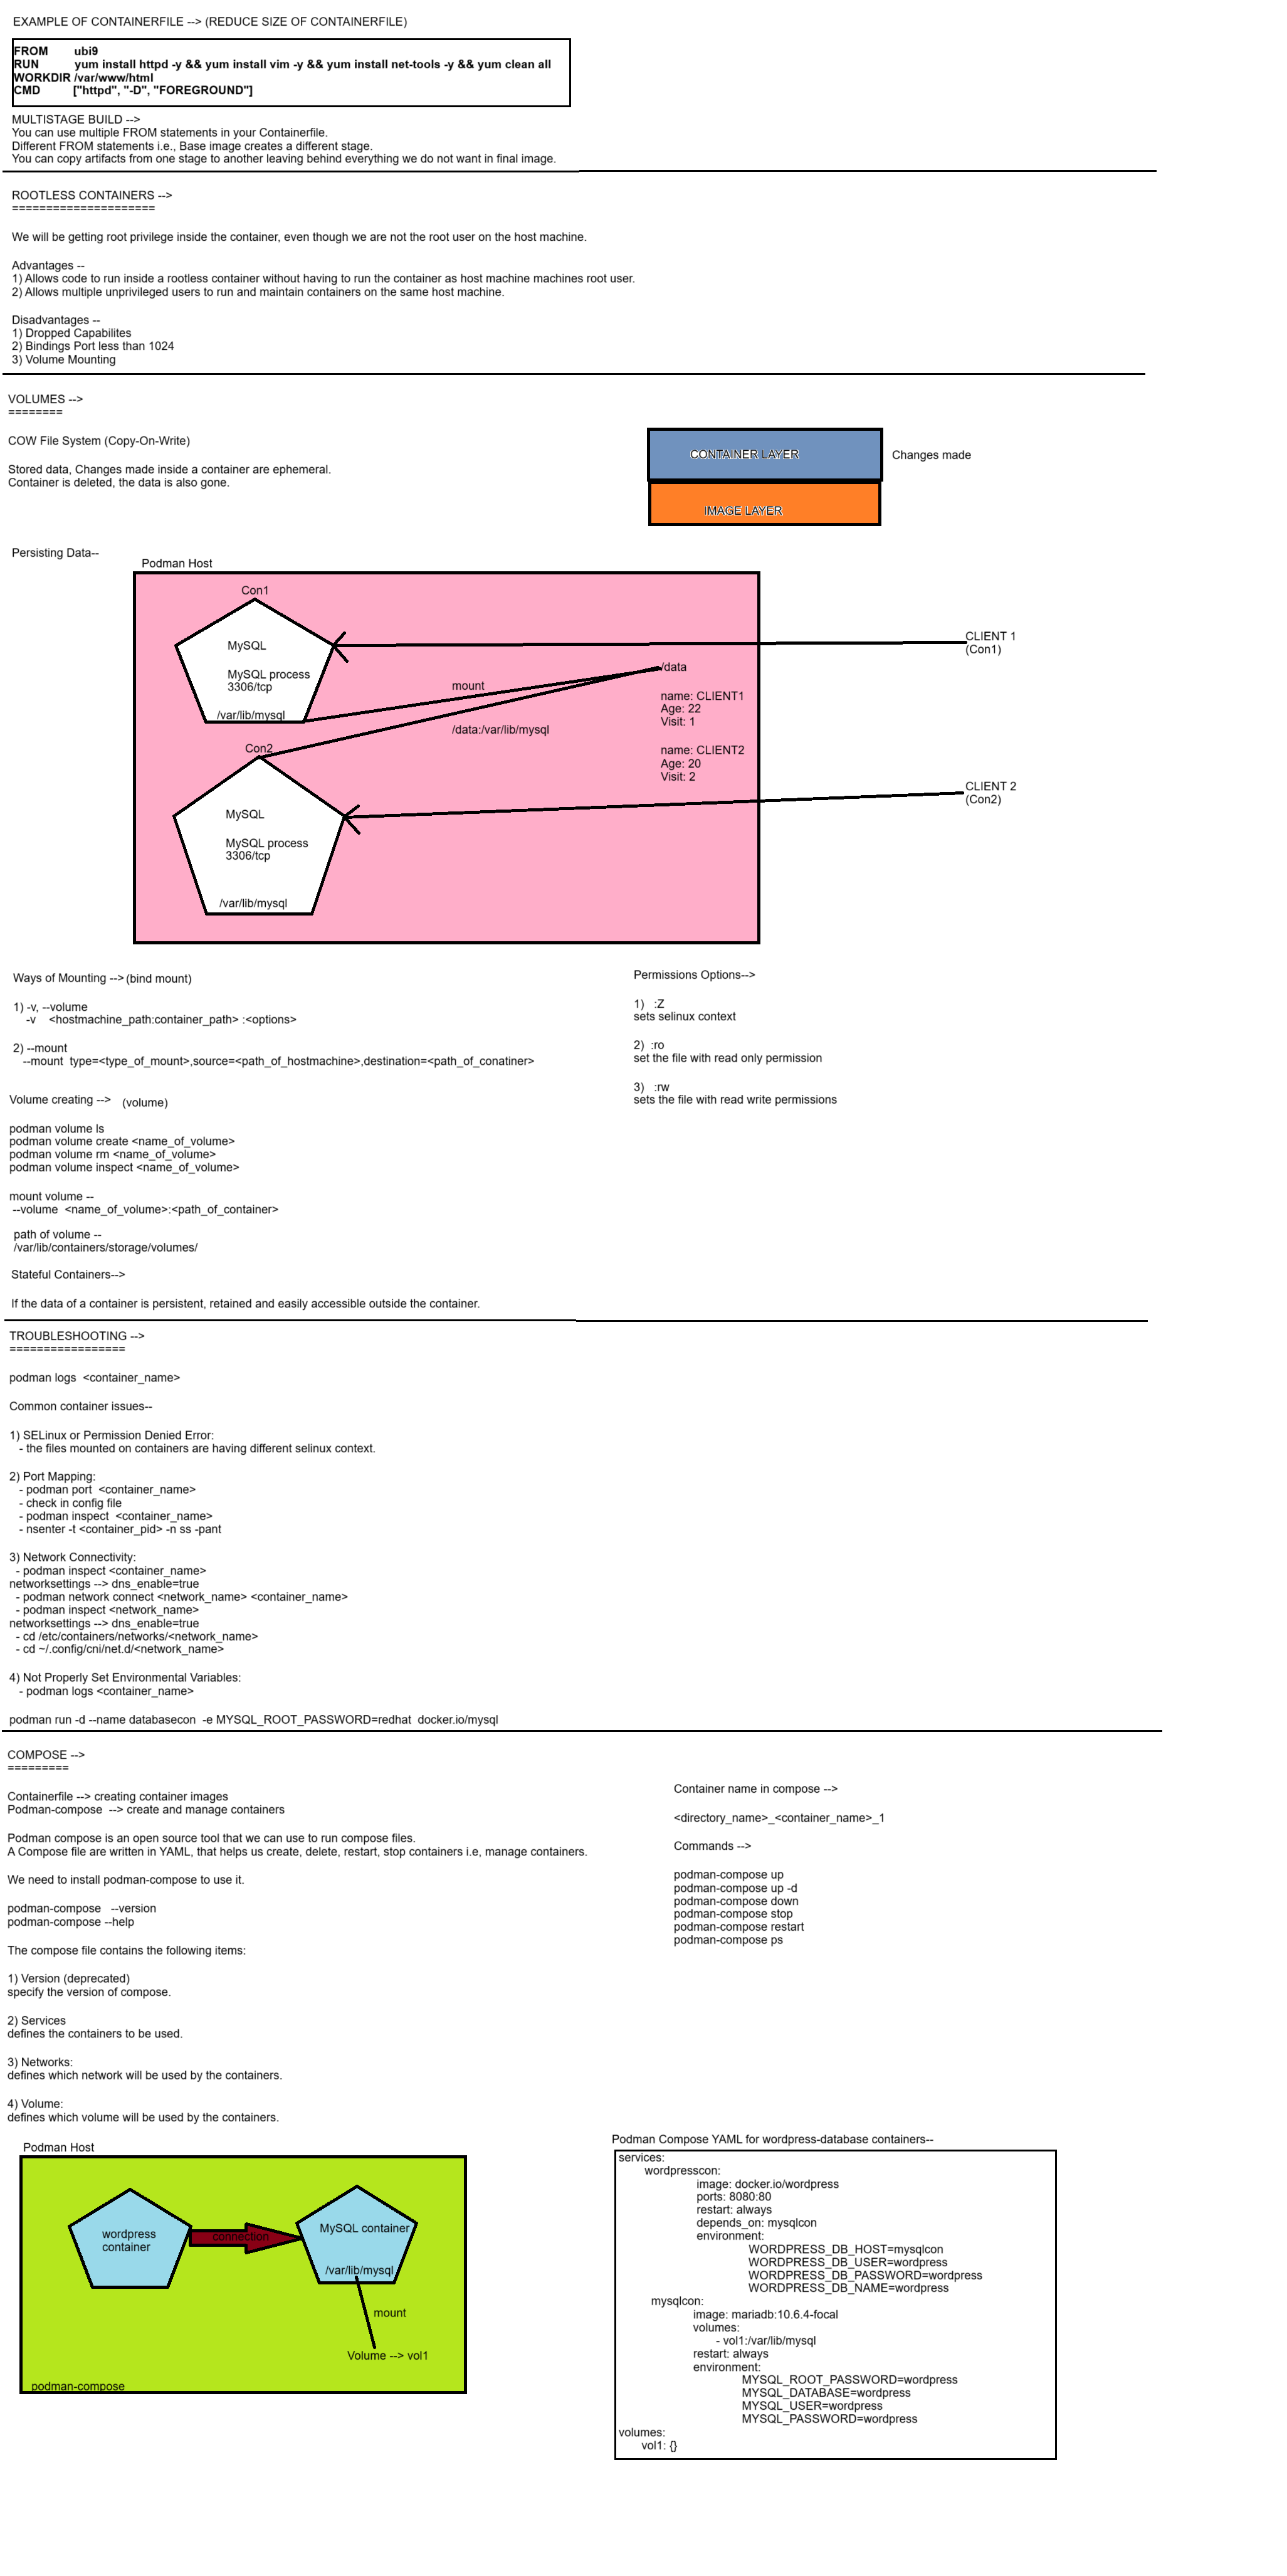 EXAMPLE OF CONTAINERFILE --> (REDUCE SIZE OF CONTAINERFILE)
FROM ubi9
RUN yum install httpd -y && yum install vim -y && yum install net-tools -y && yum clean all
WORKDIR /var/www/html
CMD ["httpd", "-D", "FOREGROUND"]
MULTISTAGE BUILD -->
You can use multiple FROM statements in your Containerfile.
Different FROM statements i.e., Base image creates a different stage.
You can copy artifacts from one stage to another leaving behind everything we do not want in final image.
ROOTLESS CONTAINERS -->
=====================
We will be getting root privilege inside the container, even though we are not the root user on the host machine.
Advantages --
1) Allows code to run inside a rootless container without having to run the container as host machine machines root user.
2) Allows multiple unprivileged users to run and maintain containers on the same host machine.
Disadvantages --
1) Dropped Capabilites
2) Bindings Port less than 1024
3) Volume Mounting
VOLUMES -->
========
COW File System (Copy-On-Write)
Stored data, Changes made inside a container are ephemeral.
Container is deleted, the data is also gone.
CONTAINER LAYER
Changes made
IMAGE LAYER
Persisting Data--
Podman Host
Con1
MySQL
MySQL process
3306/tcp
/var/lib/mysql
CLIENT 1
(Con1)
mount
/data
name: CLIENT1
Age: 22
Visit: 1
/data:/var/lib/mysql
name: CLIENT2
Age: 20
Visit: 2
Con2
MySQL
MySQL process
3306/tcp
/var/lib/mysql
CLIENT 2
(Con2)
Ways of Mounting --> (bind mount)
1) -v, --volume
-v <hostmachine_path:container_path> :<options>
2) --mount
--mount type=<type_of_mount>,source=<path_of_hostmachine>,destination=<path_of_conatiner>
Permissions Options-->
1) :Z
sets selinux context
2) :ro
set the file with read only permission
3) :rw
sets the file with read write permissions
Volume creating --> (volume)
podman volume ls
podman volume create <name_of_volume>
podman volume rm <name_of_volume>
podman volume inspect <name_of_volume>
mount volume --
--volume <name_of_volume>:<path_of_container>
path of volume --
/var/lib/containers/storage/volumes/
Stateful Containers-->
If the data of a container is persistent, retained and easily accessible outside the container.
TROUBLESHOOTING -->
=================
podman logs <container_name>
Common container issues--
1) SELinux or Permission Denied Error:
- the files mounted on containers are having different selinux context.
2) Port Mapping:
- podman port <container_name>
- check in config file
- podman inspect <container_name>
- nsenter -t <container_pid> -n ss -pant
3) Network Connectivity:
- podman inspect <container_name>
networksettings --> dns_enable=true
- podman network connect <network_name> <container_name>
- podman inspect <network_name>
networksettings --> dns_enable=true
- cd /etc/containers/networks/<network_name>
- cd ~/.config/cni/net.d/<network_name>
4) Not Properly Set Environmental Variables:
- podman logs <container_name>
podman run -d --name databasecon -e MYSQL_ROOT_PASSWORD=redhat docker.io/mysql
COMPOSE -->
=========
Containerfile --> creating container images
Podman-compose --> create and manage containers
Podman compose is an open source tool that we can use to run compose files.
A Compose file are written in YAML, that helps us create, delete, restart, stop containers i.e, manage containers.
We need to install podman-compose to use it.
podman-compose --version
podman-compose --help
The compose file contains the following items:
1) Version (deprecated)
specify the version of compose.
2) Services
defines the containers to be used.
3) Networks:
defines which network will be used by the containers.
4) Volume:
defines which volume will be used by the containers.
Container name in compose -->
<directory_name>_<container_name>_1
Commands -->
podman-compose up
podman-compose up -d
podman-compose down
podman-compose stop
podman-compose restart
podman-compose ps
Podman Host
wordpress
container
connection
MySQL container
/var/lib/mysql
mount
Volume --> vol1
podman-compose
Podman Compose YAML for wordpress-database containers--
services:
wordpresscon:
image: docker.io/wordpress
ports: 8080:80
restart: always
depends_on: mysqlcon
environment:
WORDPRESS_DB_HOST=mysqlcon
WORDPRESS_DB_USER=wordpress
WORDPRESS_DB_PASSWORD=wordpress
WORDPRESS_DB_NAME=wordpress
mysqlcon:
image: mariadb:10.6.4-focal
volumes:
- vol1:/var/lib/mysql
restart: always
environment:
MYSQL_ROOT_PASSWORD=wordpress
MYSQL_DATABASE=wordpress
MYSQL_USER=wordpress
MYSQL_PASSWORD=wordpress
volumes:
vol1: {}